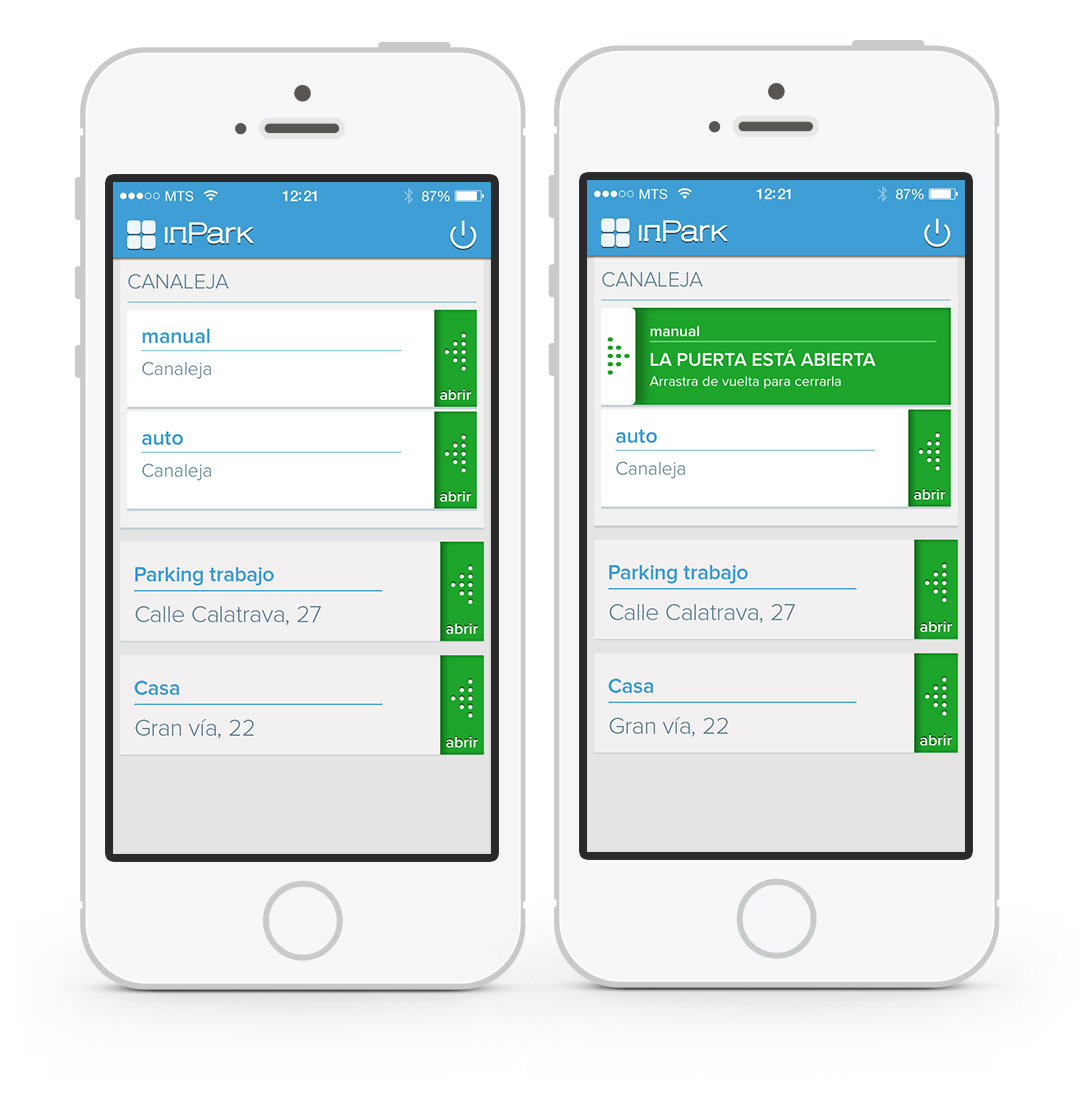 MTS 12:21 87%
inPark
CANALEJA
manual
Canaleja
abrir
auto
Canaleja
abrir
Parking trabajo
Calle Calatrava, 27
abrir
Casa
Gran vía, 22
abrir
MTS 12:21 87%
inPark
CANALEJA
manual
LA PUERTA ESTÁ ABIERTA
Arrastra de vuelta para cerrarla
auto
Canaleja
abrir
Parking trabajo
Calle Calatrava, 27
abrir
Casa
Gran vía, 22
abrir